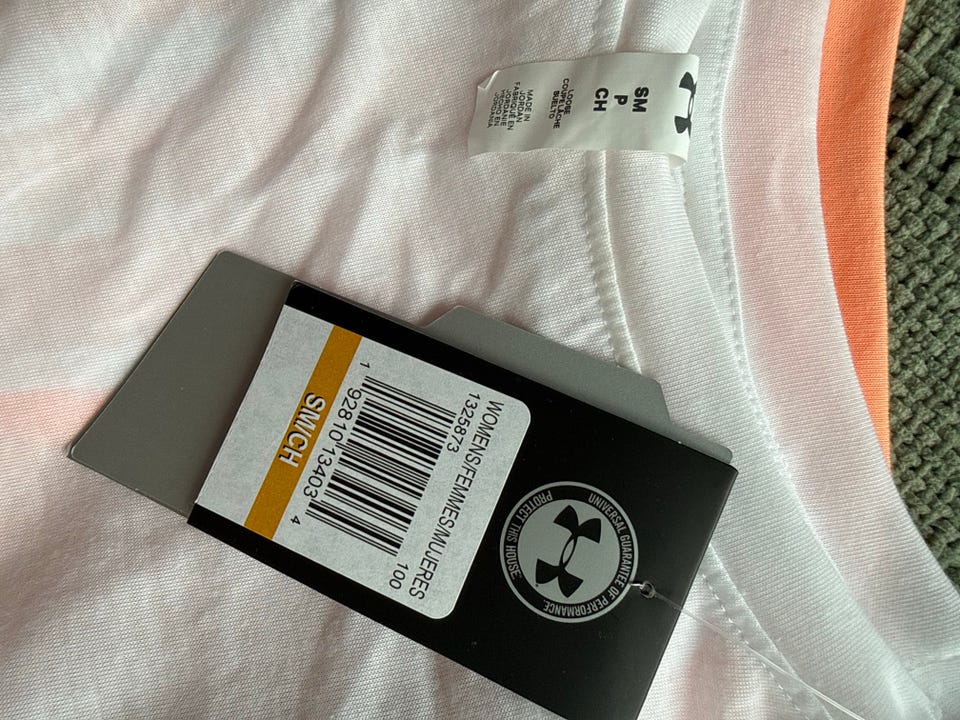 SM
P
CH
LOOSE
COUPE LÂCHE
SUELTO
MADE IN
JORDAN
FABRIQUÉ EN
JORDANIE
HECHO EN
JORDANIA
UNIVERSAL GUARANTEE OF PERFORMANCE.
PROTECT THIS HOUSE.
WOMENS/FEMMES/MUJERES
1325873 100
1 92810 13403 4
SM/CH